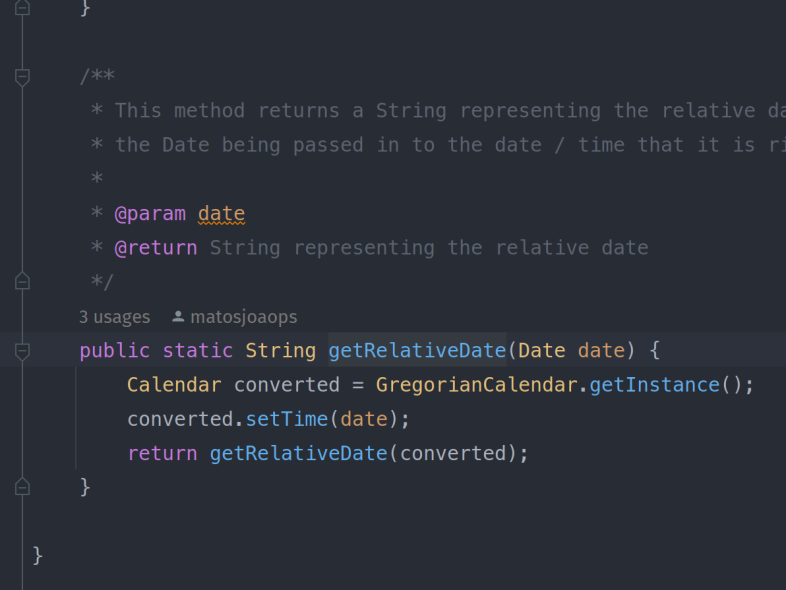 }
/**
* This method returns a String representing the relative
* the Date being passed in to the date / time that it is
*
* @param date
* @return String representing the relative date
*/
3 usages matosjoaops
public static String getRelativeDate(Date date) {
Calendar converted = GregorianCalendar.getInstance();
converted.setTime(date);
return getRelativeDate(converted);
}
}